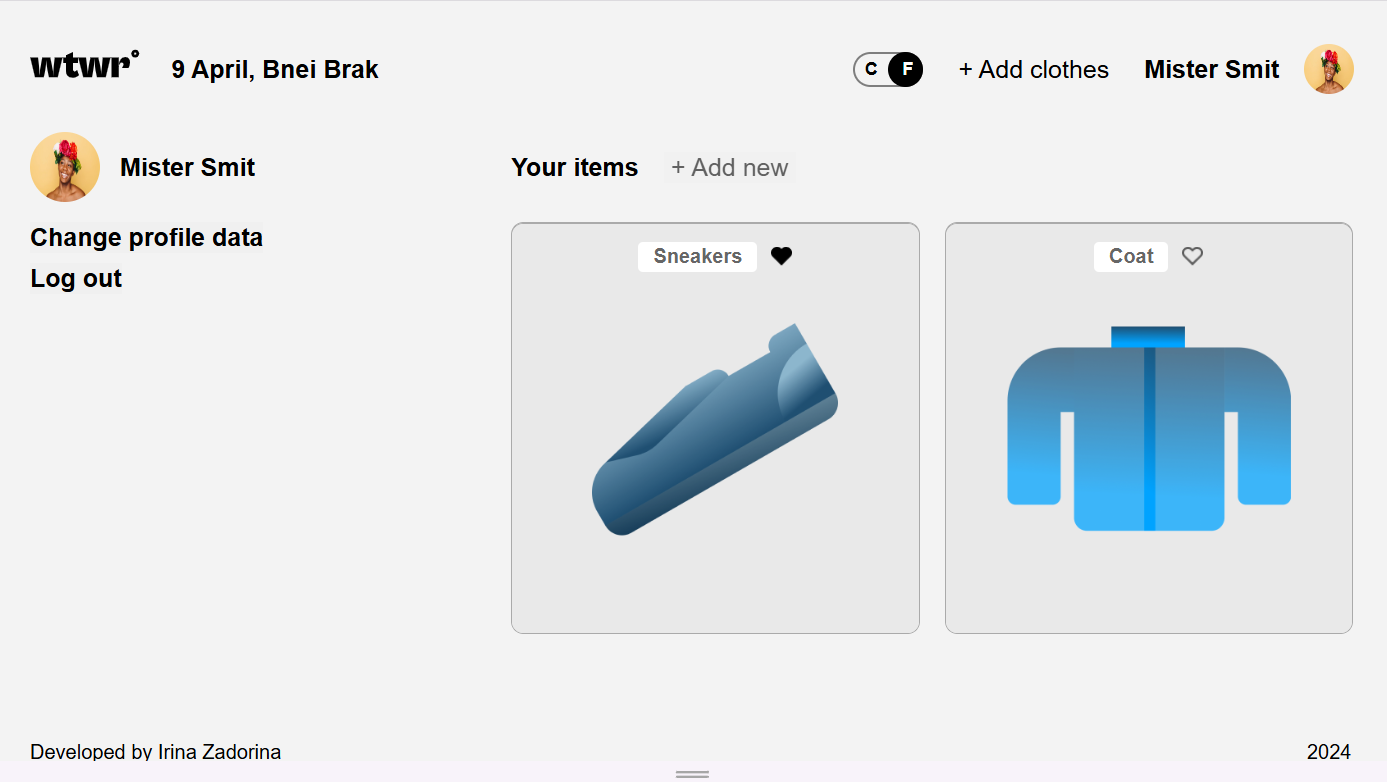 wtwr° 9 April, Bnei Brak C F + Add clothes Mister Smit
Mister Smit
Change profile data
Log out
Your items + Add new
Sneakers
Coat
Developed by Irina Zadorina 2024